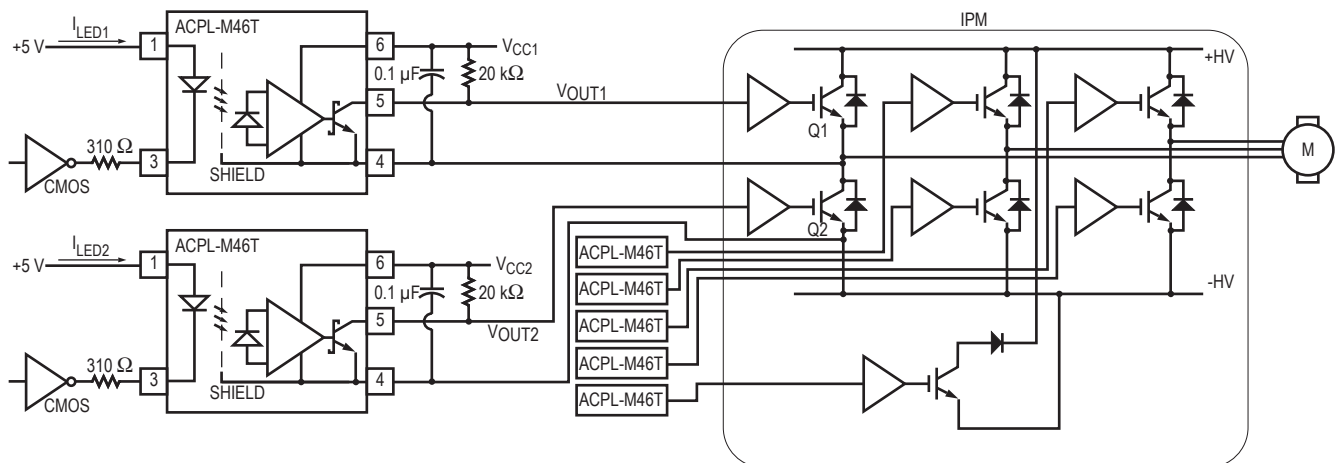 IPM
ACPL-M46T
I LED1
+5 V
1
6
VCC1
0.1 µF
20 kΩ
+HV
5
VOUT1
Q1
310 Ω
3
4
M
CMOS
SHIELD
ACPL-M46T
I LED2
+5 V
1
6
VCC2
0.1 µF
20 kΩ
5
VOUT2
310 Ω
3
4
CMOS
SHIELD
Q2
ACPL-M46T
ACPL-M46T
ACPL-M46T
ACPL-M46T
ACPL-M46T
-HV